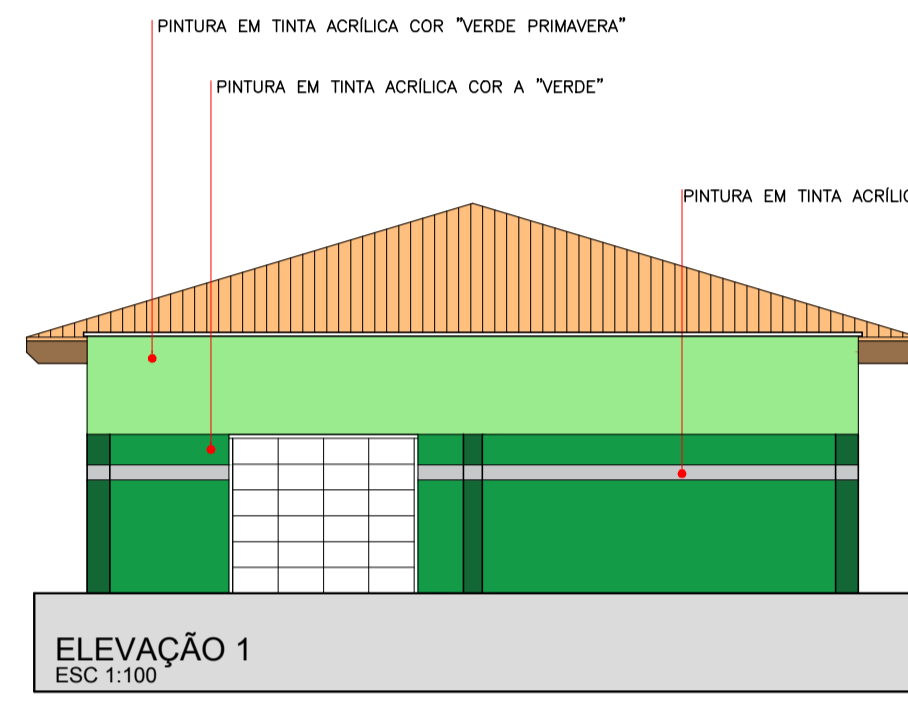 PINTURA EM TINTA ACRÍLICA COR "VERDE PRIMAVERA"
PINTURA EM TINTA ACRÍLICA COR A "VERDE"
PINTURA EM TINTA
ELEVAÇÃO 1
ESC 1:100